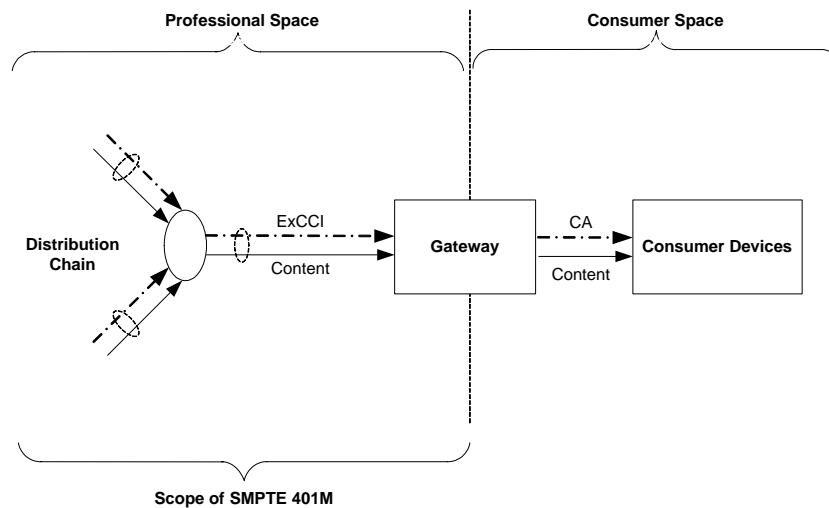 Professional Space
Consumer Space
ExCCI
CA
Distribution
Chain
Gateway
Consumer Devices
Content
Content
Scope of SMPTE 401M